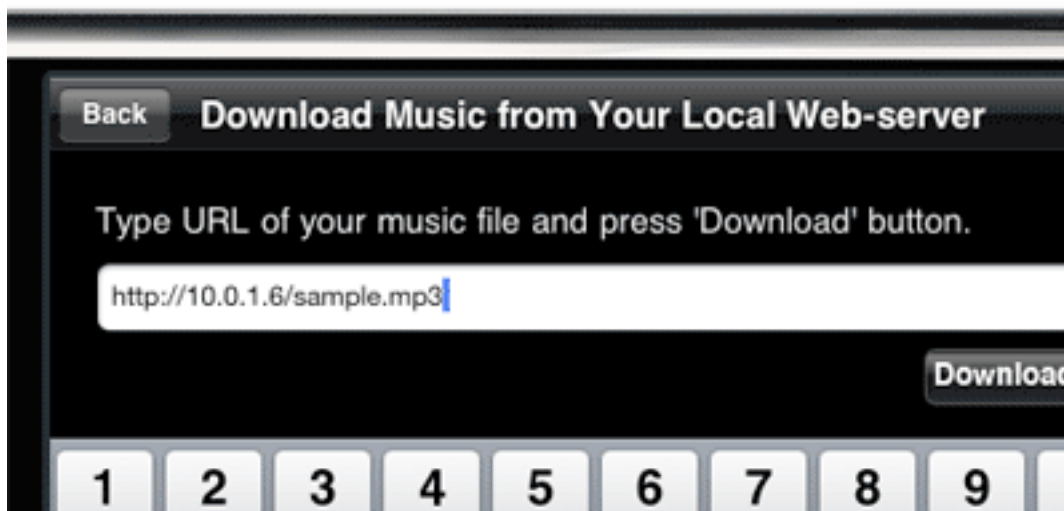 Back Download Music from Your Local Web-server
Type URL of your music file and press 'Download' button.
http://10.0.1.6/sample.mp3
Download
1 2 3 4 5 6 7 8 9